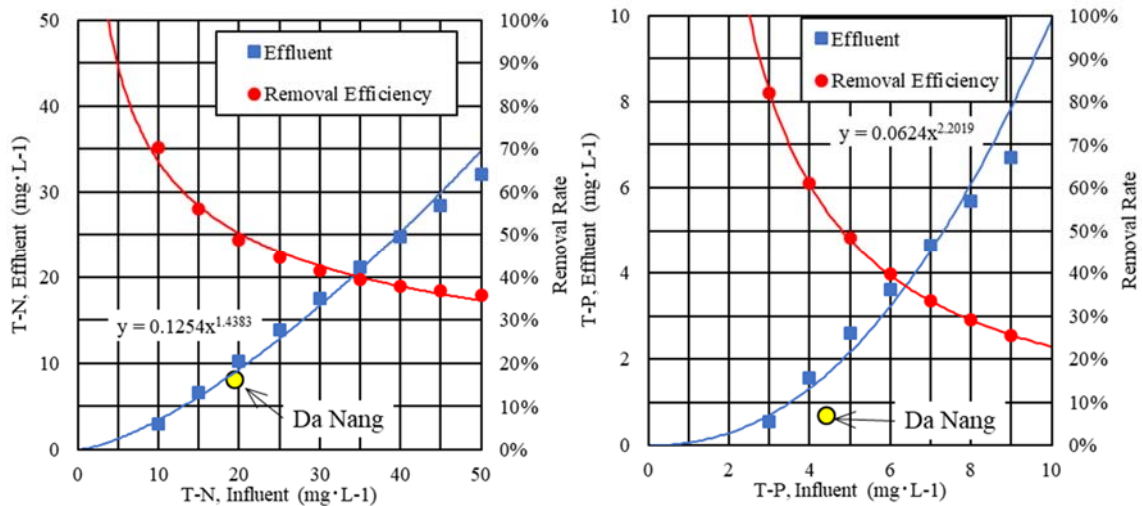 50
40
30
20
10
0
100%
90%
80%
70%
60%
50%
40%
30%
20%
10%
0%
Effluent
Removal Efficiency
y = 0.1254x^1.4383
Da Nang
0 10 20 30 40 50
T-N, Influent (mg・L-1)
T-N, Effluent (mg・L-1)
Removal Rate
10
8
6
4
2
0
100%
90%
80%
70%
60%
50%
40%
30%
20%
10%
0%
Effluent
Removal Efficiency
y = 0.0624x^2.2019
Da Nang
0 2 4 6 8 10
T-P, Influent (mg・L-1)
T-P, Effluent (mg・L-1)
Removal Rate